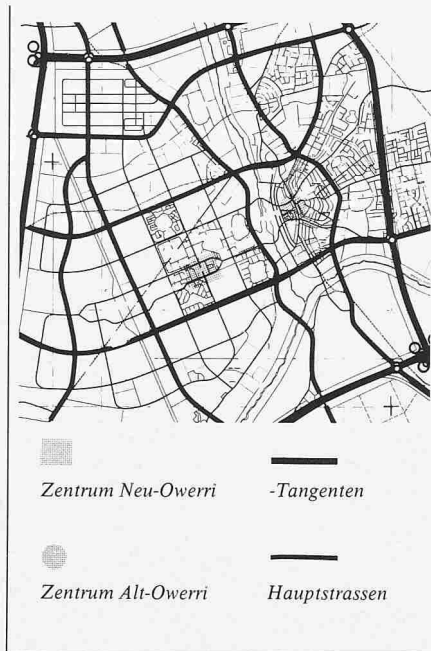 Zentrum Neu-Owerri
-Tangenten
Zentrum Alt-Owerri
Hauptstrassen